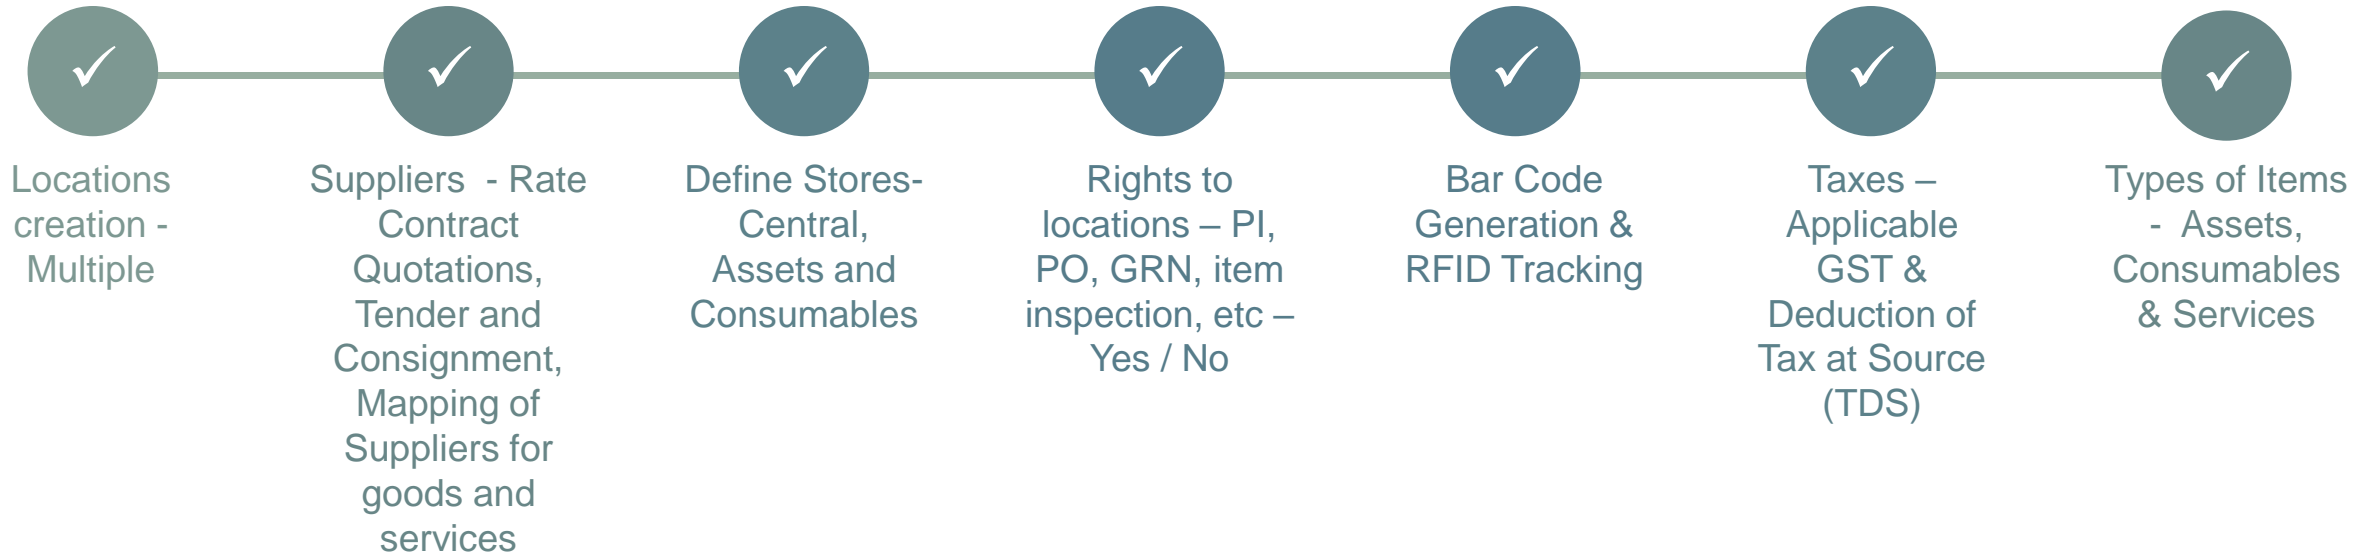 Locations
creation -
Multiple
Suppliers  - Rate
Contract
Quotations,
Tender and
Consignment,
Mapping of
Suppliers for
goods and
services
Define Stores-
Central,
Assets and
Consumables
Rights to
locations – PI,
PO, GRN, item
inspection, etc –
Yes / No
Bar Code
Generation &
RFID Tracking
Taxes –
Applicable
GST &
Deduction of
Tax at Source
(TDS)
Types of Items
-  Assets,
Consumables
& Services